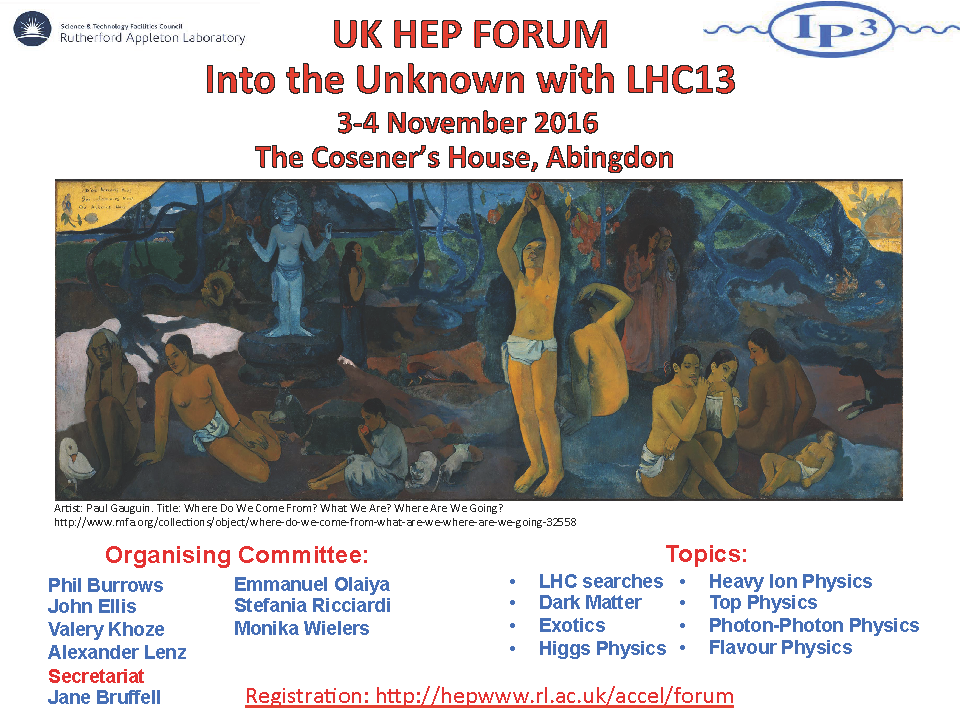 Science & Technology Facilities Council
Rutherford Appleton Laboratory
IP3
UK HEP FORUM
Into the Unknown with LHC13
3-4 November 2016
The Cosener's House, Abingdon
Artist: Paul Gauguin. Title: Where Do We Come From? What We Are? Where Are We Going?
http://www.mfa.org/collections/object/where-do-we-come-from-what-are-we-where-are-we-going-32558
Organising Committee:
Phil Burrows
John Ellis
Valery Khoze
Alexander Lenz
Secretariat
Jane Bruffell
Emmanuel Olaiya
Stefania Ricciardi
Monika Wielers
Topics:
• LHC searches
• Dark Matter
• Exotics
• Higgs Physics
• Heavy Ion Physics
• Top Physics
• Photon-Photon Physics
• Flavour Physics
Registration: http://hepwww.rl.ac.uk/accel/forum